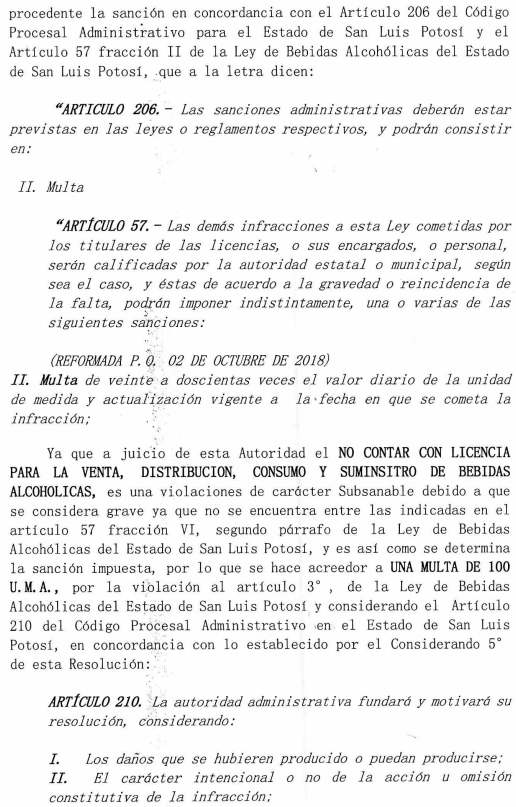 procedente la sanción en concordancia con el Artículo 206 del Código
Procesal Administrativo para el Estado de San Luis Potosí y el
Artículo 57 fracción II de la Ley de Bebidas Alcohólicas del Estado
de San Luis Potosí, que a la letra dicen:
“ARTICULO 206.- Las sanciones administrativas deberán estar
previstas en las leyes o reglamentos respectivos, y podrán consistir
en:
II. Multa
“ARTÍCULO 57.- Las demás infracciones a esta Ley cometidas por
los titulares de las licencias, o sus encargados, o personal,
serán calificadas por la autoridad estatal o municipal, según
sea el caso, y éstas de acuerdo a la gravedad o reincidencia de
la falta, podrán imponer indistintamente, una o varias de las
siguientes sanciones:
(REFORMADA P.O. 02 DE OCTUBRE DE 2018)
II. Multa de veinte a doscientas veces el valor diario de la unidad
de medida y actualización vigente a la fecha en que se cometa la
infracción;
Ya que a juicio de esta Autoridad el NO CONTAR CON LICENCIA
PARA LA VENTA, DISTRIBUCION, CONSUMO Y SUMINSITRO DE BEBIDAS
ALCOHOLICAS, es una violaciones de carácter Subsanable debido a que
se considera grave ya que no se encuentra entre las indicadas en el
artículo 57 fracción VI, segundo párrafo de la Ley de Bebidas
Alcohólicas del Estado de San Luis Potosí, y es así como se determina
la sanción impuesta, por lo que se hace acreedor a UNA MULTA DE 100
U.M.A., por la violación al artículo 3°, de la Ley de Bebidas
Alcohólicas del Estado de San Luis Potosí y considerando el Artículo
210 del Código Procesal Administrativo en el Estado de San Luis
Potosí, en concordancia con lo establecido por el Considerando 5°
de esta Resolución:
ARTÍCULO 210. La autoridad administrativa fundará y motivará su
resolución, considerando:
I. Los daños que se hubieren producido o puedan producirse;
II. El carácter intencional o no de la acción u omisión
constitutiva de la infracción;